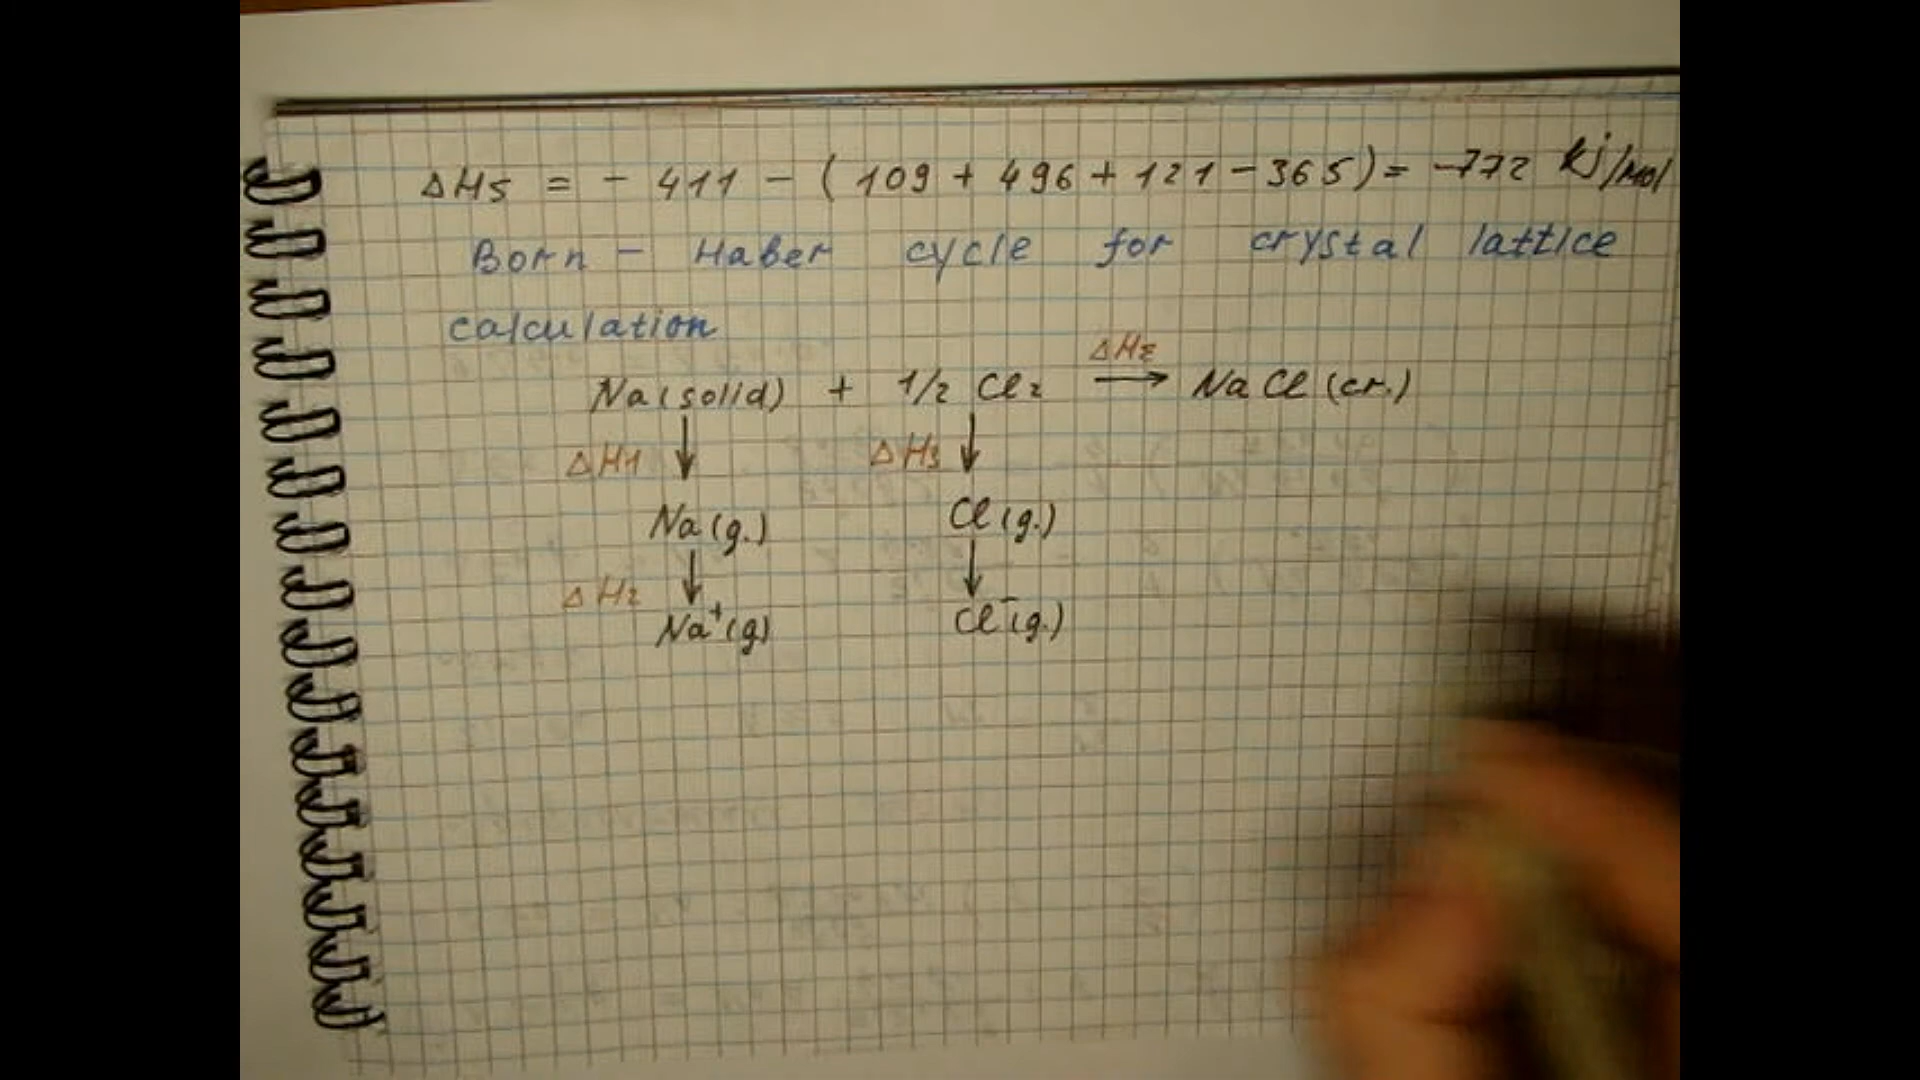 ΔH5 = - 411 - ( 109 + 496 + 121 - 365 ) = -772 kj/mol
Born - Haber cycle for crystal lattice
calculation
ΔHΣ
Na (solid) + 1/2 Cl2 → NaCl (cr.)
ΔH1 ↓ ΔH3 ↓
Na (g.) Cl (g.)
ΔH2 ↓ ↓
Na+ (g) Cl- (g.)